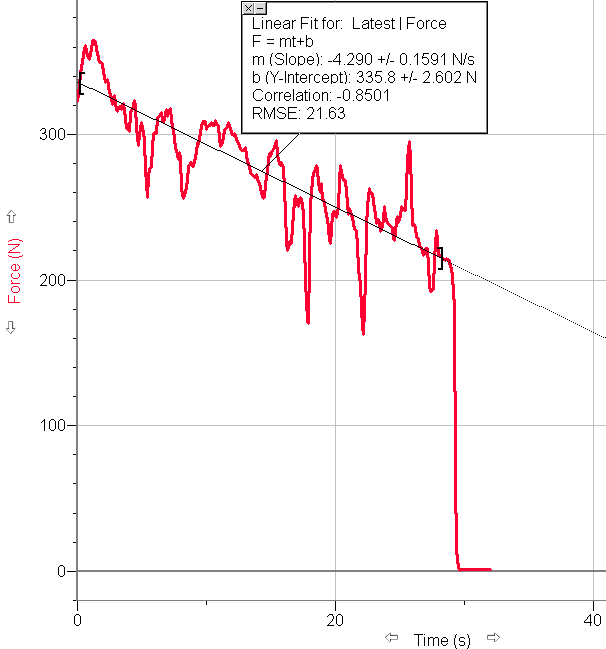 Linear Fit for: Latest | Force
F = mt+b
m (Slope): -4.290 +/- 0.1591 N/s
b (Y-Intercept): 335.8 +/- 2.602 N
Correlation: -0.8501
RMSE: 21.63
300
200
Force (N)
100
0
0 20 40
Time (s)